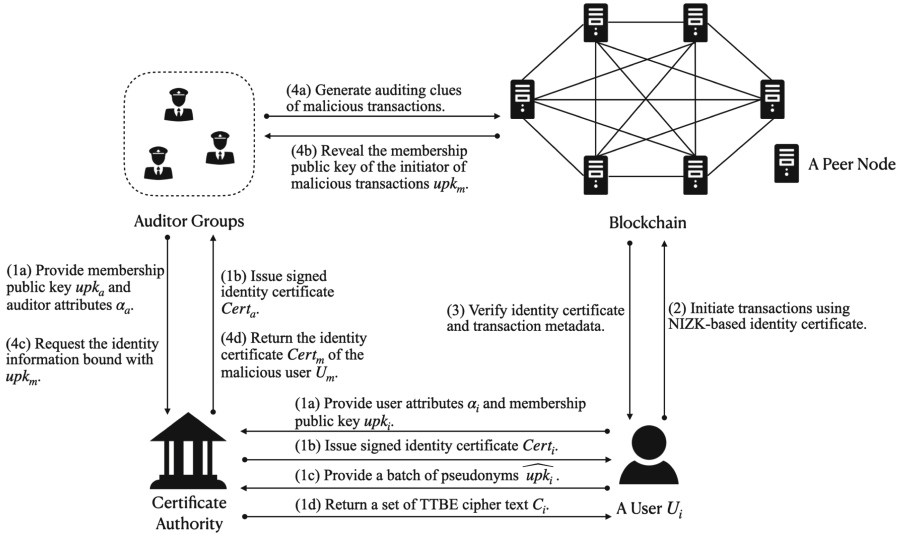 (4a) Generate auditing clues
of malicious transactions.
(4b) Reveal the membership
public key of the initiator of
malicious transactions upkₘ.
A Peer Node
Auditor Groups
Blockchain
(1a) Provide membership
public key upkₐ and
auditor attributes αₐ.
(4c) Request the identity
information bound with
upkₘ.
(1b) Issue signed
identity certificate
Certₐ.
(4d) Return the identity
certificate Certₘ of the
malicious user Uₘ.
(3) Verify identity certificate
and transaction metadata.
(2) Initiate transactions using
NIZK-based identity certificate.
(1a) Provide user attributes αᵢ and membership
public key upkᵢ.
(1b) Issue signed identity certificate Certᵢ.
(1c) Provide a batch of pseudonyms \widehat{upkᵢ} .
(1d) Return a set of TTBE cipher text Cᵢ.
Certificate
Authority
A User Uᵢ